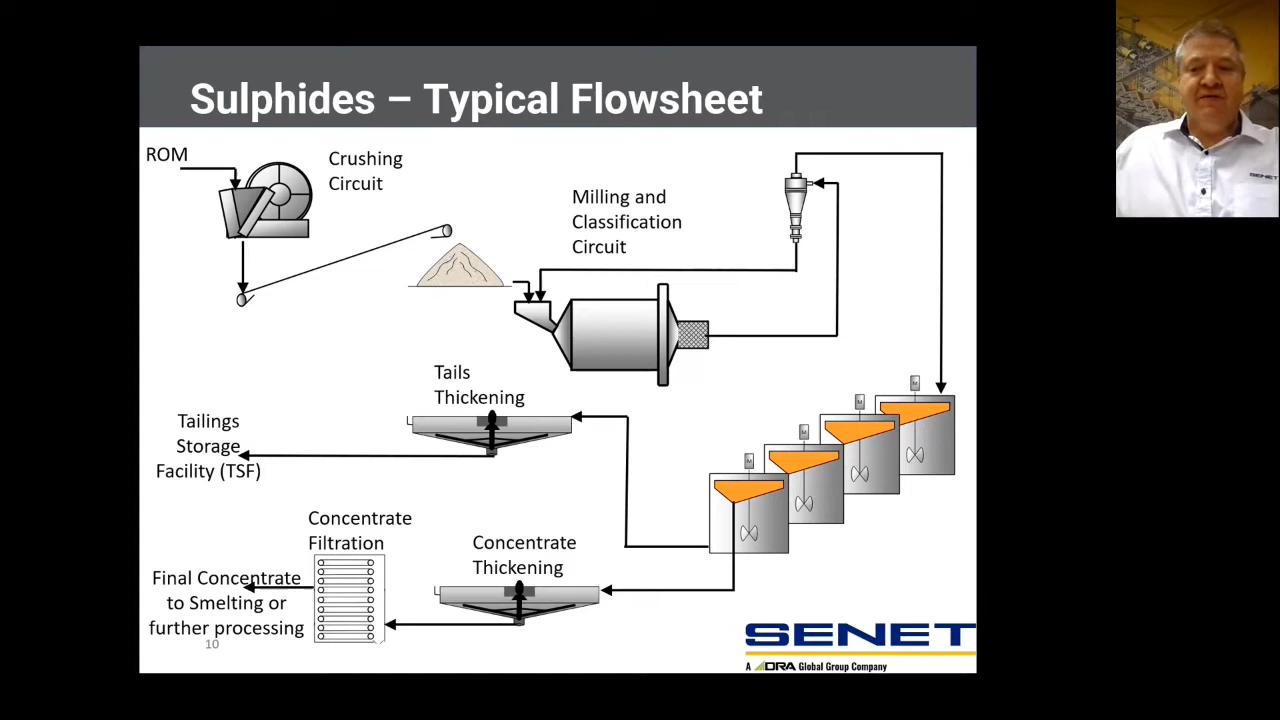 Sulphides – Typical Flowsheet
ROM
Crushing
Circuit
Milling and
Classification
Circuit
Tails
Thickening
Tailings
Storage
Facility (TSF)
M
M
M
M
Concentrate
Filtration
Concentrate
Thickening
Final Concentrate
to Smelting or
further processing
10
SENET
A DRA Global Group Company
SENET